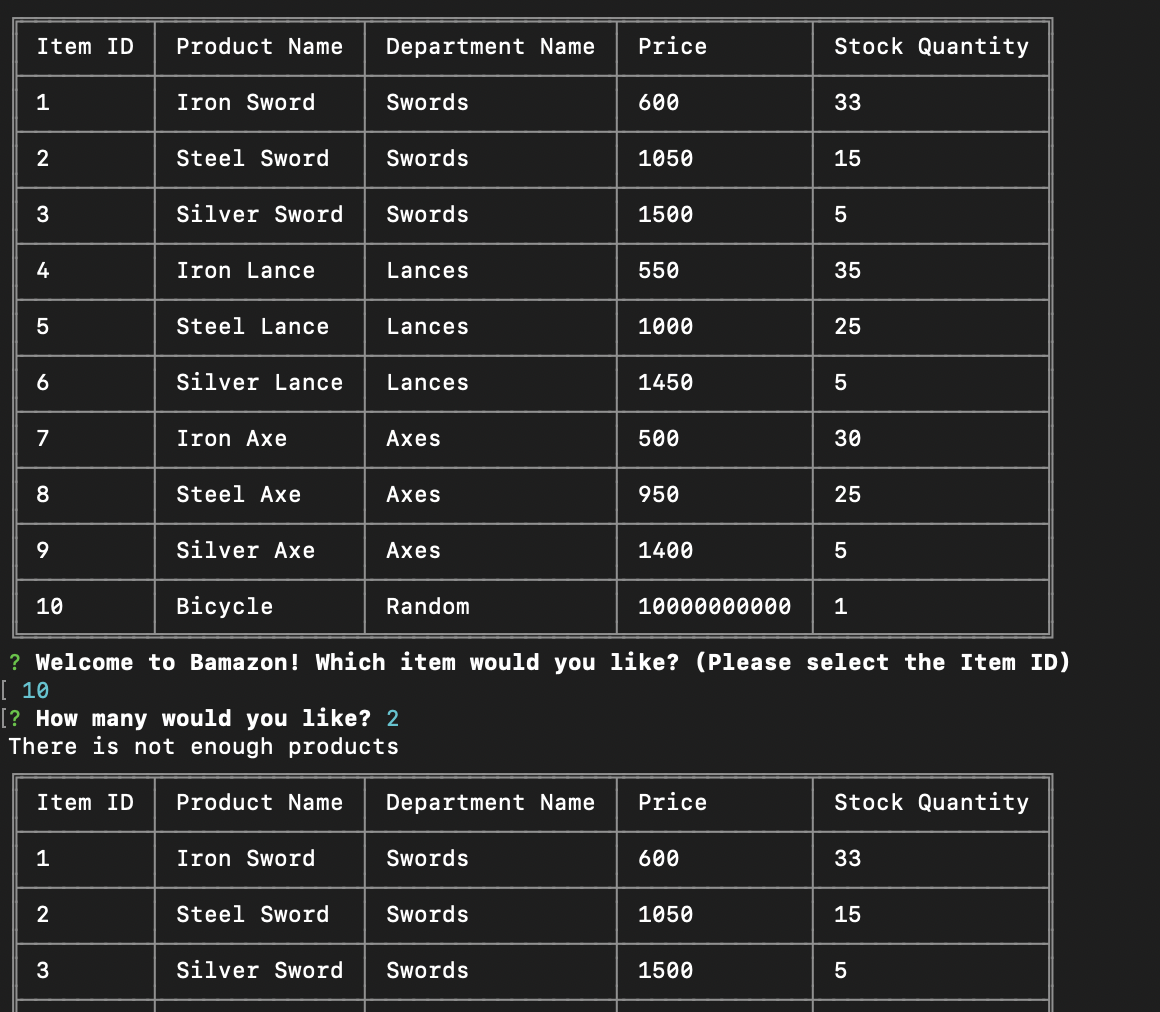 Item ID Product Name Department Name Price Stock Quantity
1 Iron Sword Swords 600 33
2 Steel Sword Swords 1050 15
3 Silver Sword Swords 1500 5
4 Iron Lance Lances 550 35
5 Steel Lance Lances 1000 25
6 Silver Lance Lances 1450 5
7 Iron Axe Axes 500 30
8 Steel Axe Axes 950 25
9 Silver Axe Axes 1400 5
10 Bicycle Random 10000000000 1
? Welcome to Bamazon! Which item would you like? (Please select the Item ID)
[ 10
[? How many would you like? 2
There is not enough products
Item ID Product Name Department Name Price Stock Quantity
1 Iron Sword Swords 600 33
2 Steel Sword Swords 1050 15
3 Silver Sword Swords 1500 5